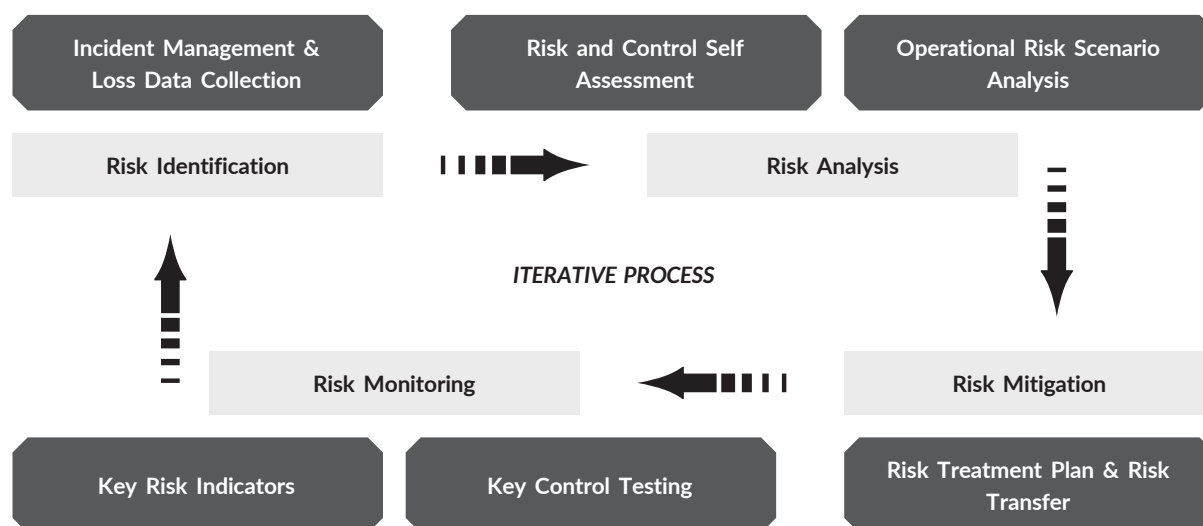 Incident Management &
Loss Data Collection
Risk and Control Self
Assessment
Operational Risk Scenario
Analysis
Risk Identification
Risk Analysis
ITERATIVE PROCESS
Risk Monitoring
Risk Mitigation
Key Risk Indicators
Key Control Testing
Risk Treatment Plan & Risk
Transfer